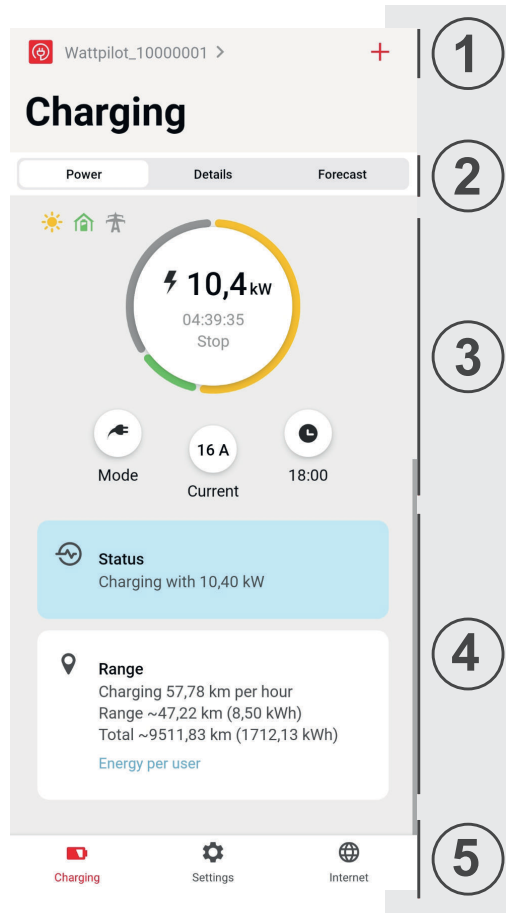 Wattpilot_10000001 >
+
1
Charging
Power Details Forecast
2
10,4 kW
04:39:35
Stop
3
Mode
16 A
Current
18:00
Status
Charging with 10,40 kW
Range
Charging 57,78 km per hour
Range ~47,22 km (8,50 kWh)
Total ~9511,83 km (1712,13 kWh)
Energy per user
4
Charging Settings Internet
5